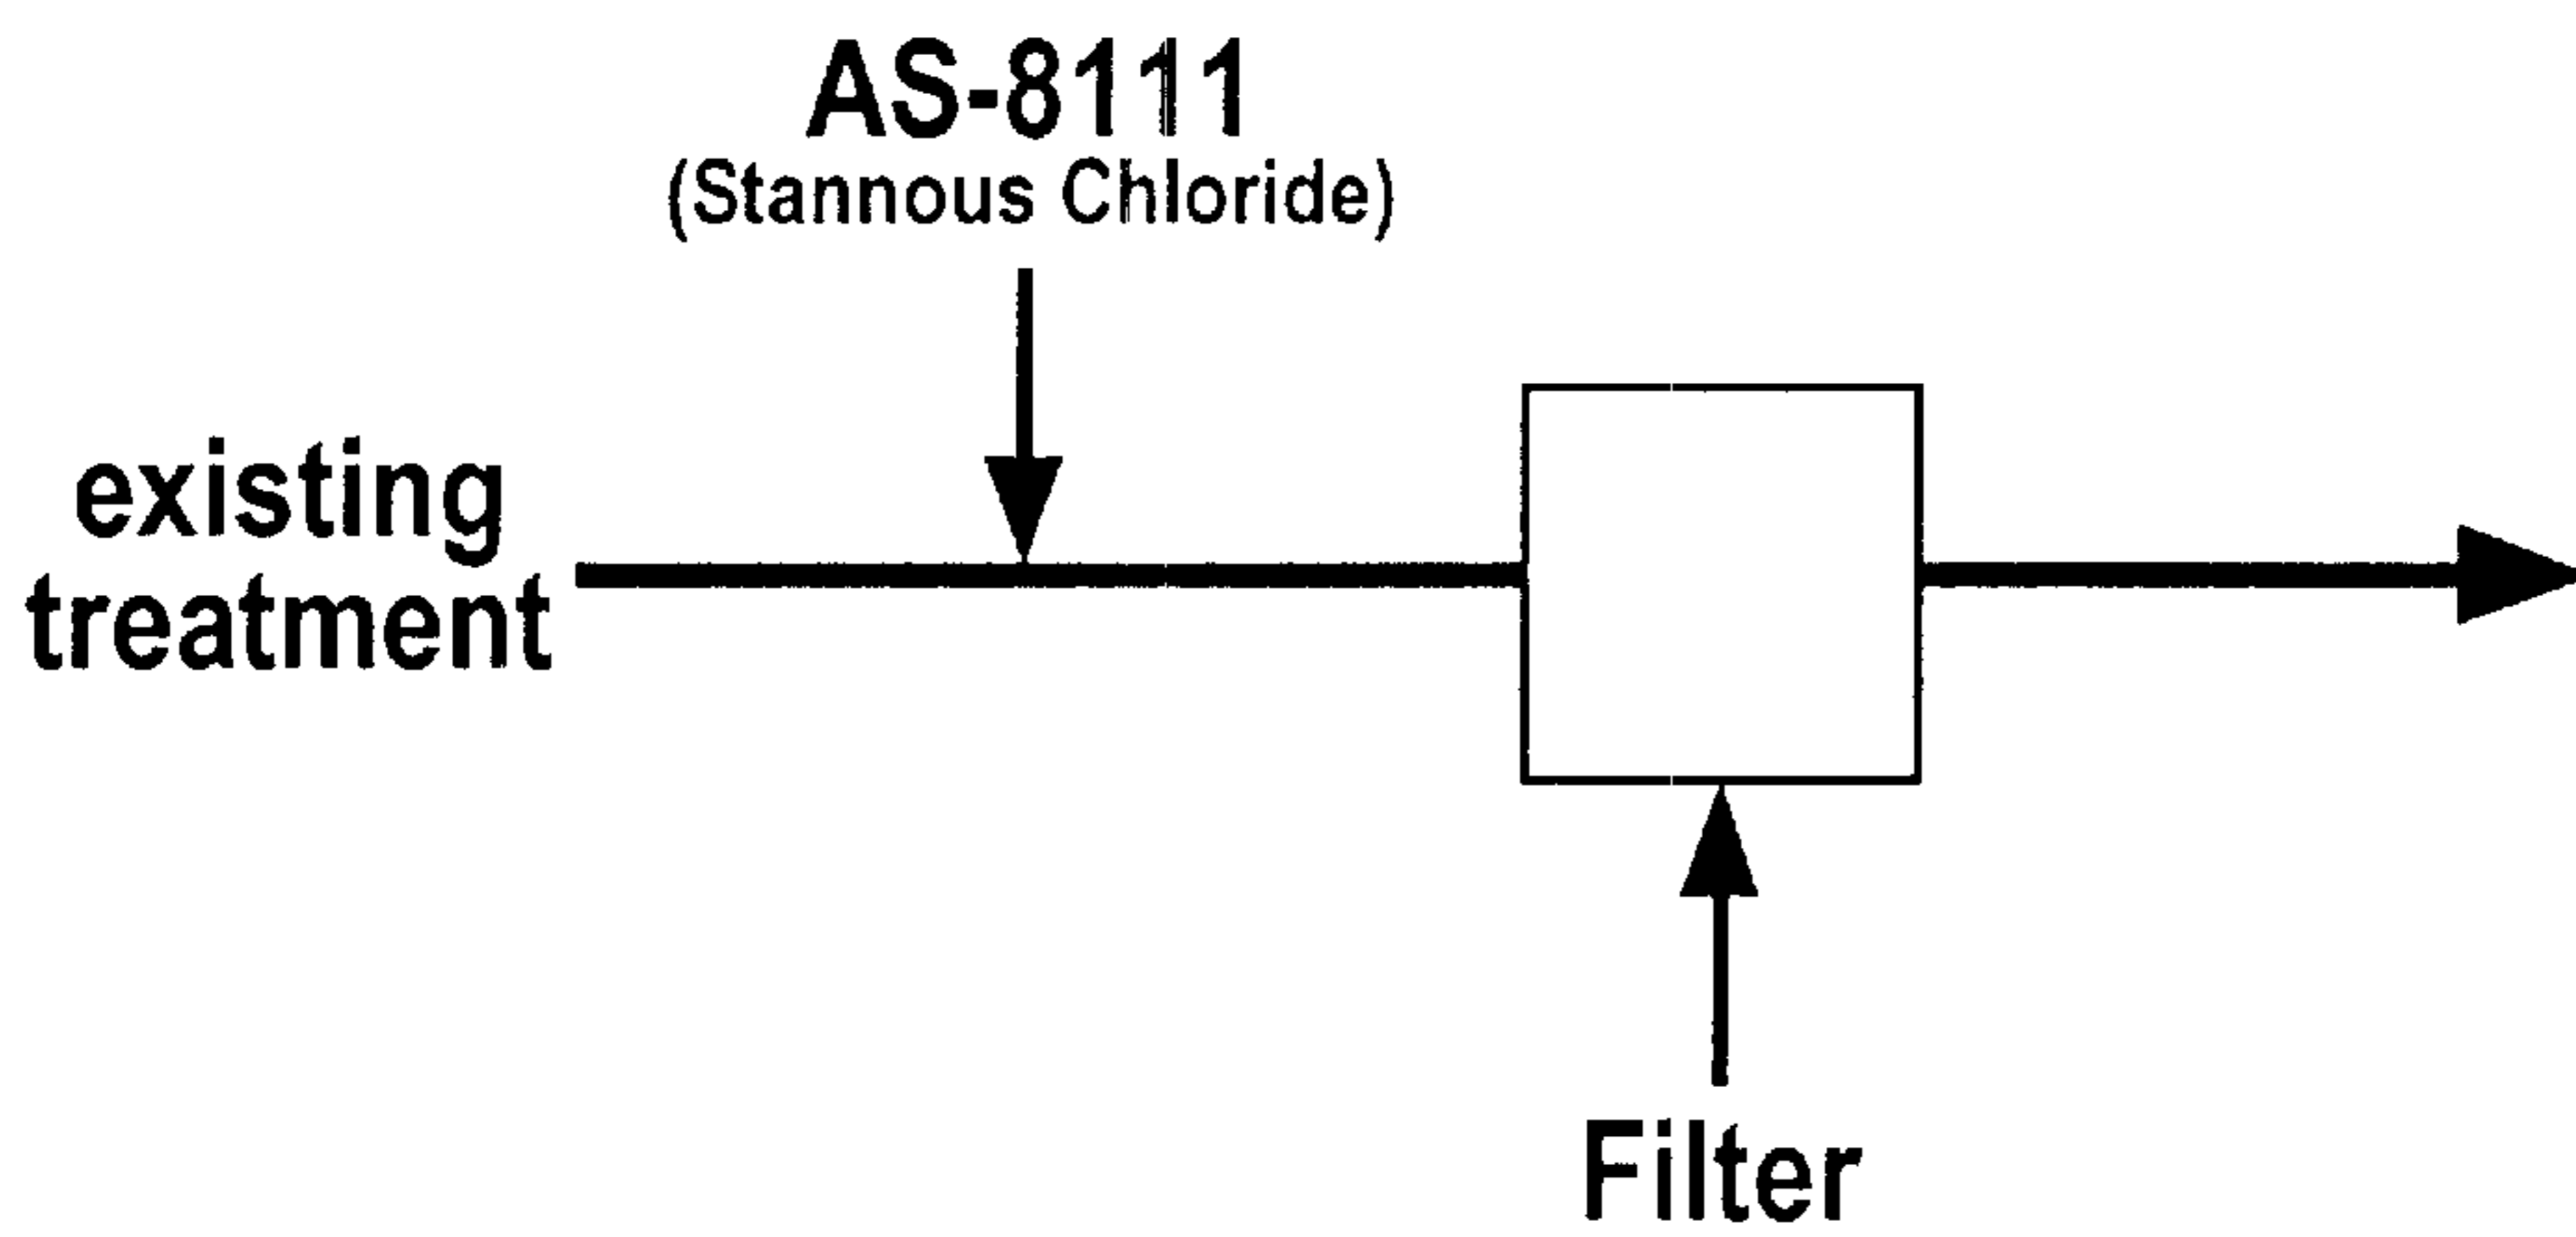 AS-8111
(Stannous Chloride)
existing
treatment
Filter